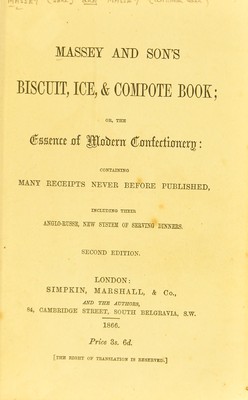 MASSEY AND SON'S
BISCUIT, ICE, & COMPOTE BOOK;
OR, THE
Essence of Modern Confectionery:
CONTAINING
MANY RECEIPTS NEVER BEFORE PUBLISHED,
INCLUDING THEIR
ANGLO-RUSSE, NEW SYSTEM OF SERVING DINNERS.
SECOND EDITION.
LONDON:
SIMPKIN, MARSHALL, & Co.,
AND THE AUTHORS,
84, CAMBRIDGE STREET, SOUTH BELGRAVIA, S.W.
1866.
Price 3s. 6d.
[THE RIGHT OF TRANSLATION IS RESERVED.]